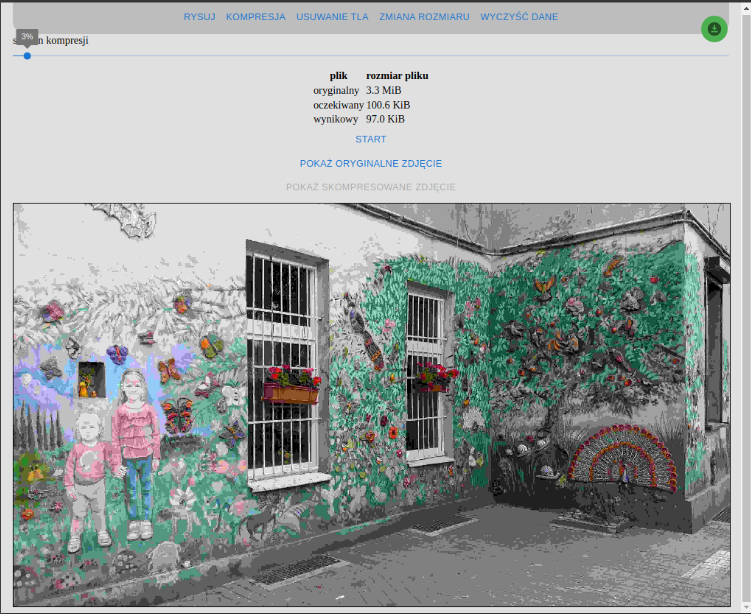 RYSUJ KOMPRESJA USUWANIE TLA ZMIANA ROZMIARU WYCZYŚĆ DANE
3%
kompresji
plik rozmiar pliku
oryginalny 3.3 MiB
oczekiwany 100.6 KiB
wynikowy 97.0 KiB
START
POKAŻ ORYGINALNE ZDJĘCIE
POKAŻ SKOMPRESOWANE ZDJĘCIE